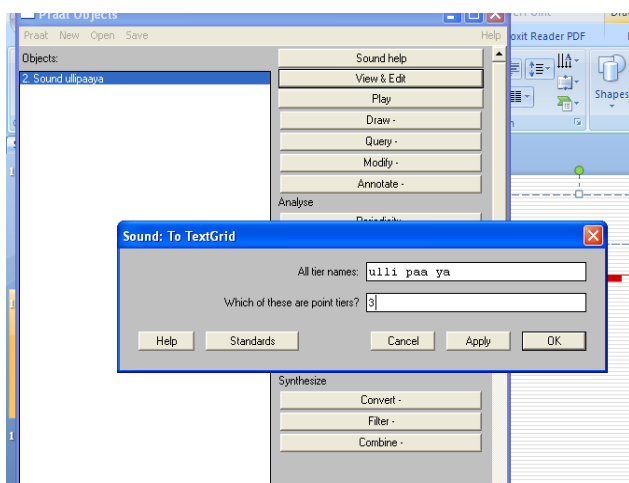 Praat Objects
Praat New Open Save Help
Objects:
2. Sound ullipaaya
Sound help
View & Edit
Play
Draw -
Query -
Modify -
Annotate -
Analyse
Sound: To TextGrid
All tier names: ulli paa ya
Which of these are point tiers? 3
Help Standards Cancel Apply OK
Synthesize
Convert -
Filter -
Combine -
oxit Reader PDF
Shapes